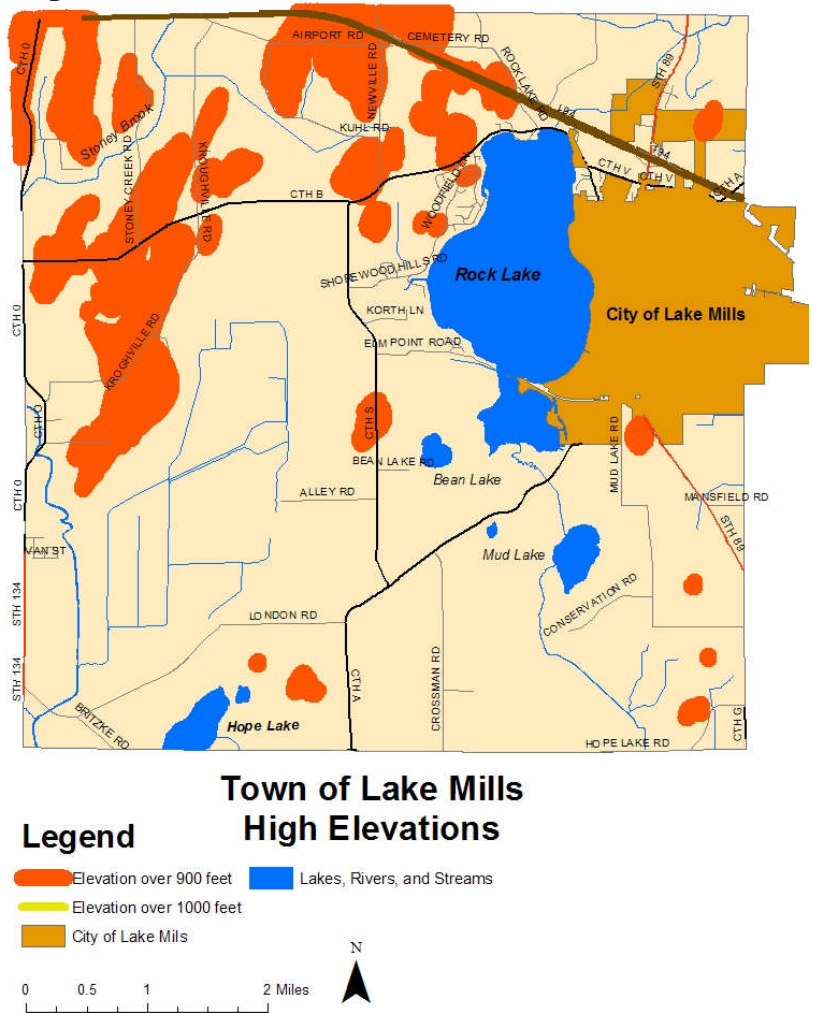 AIRPORT RD
CEMETERY RD
CTH O
NEWVILLE RD
ROCK LAKE RD
STH 89
I 94
Stoney Brook
KUHL RD
I 94
STONEY CREEK RD
KROUGHVILLE RD
CTH V
CTH V
CTH A
CTH B
WOODFIELD LN
SHOREWOOD HILLS RD
Rock Lake
KORTH LN
City of Lake Mills
CTH O
ELM POINT ROAD
KROGHVILLE RD
CTH O
CTH S
MUD LAKE RD
BEAN LAKE RD
Bean Lake
CTH O
ALLEY RD
MANSFIELD RD
STH 89
VAN ST
Mud Lake
STH 134
LONDON RD
CONSERVATION RD
STH 134
CTH A
CROSSMAN RD
BRITZKE RD
Hope Lake
CTH G
HOPE LAKE RD
Town of Lake Mills
High Elevations
Legend
Elevation over 900 feet
Lakes, Rivers, and Streams
Elevation over 1000 feet
City of Lake Mils
N
0 0.5 1 2 Miles